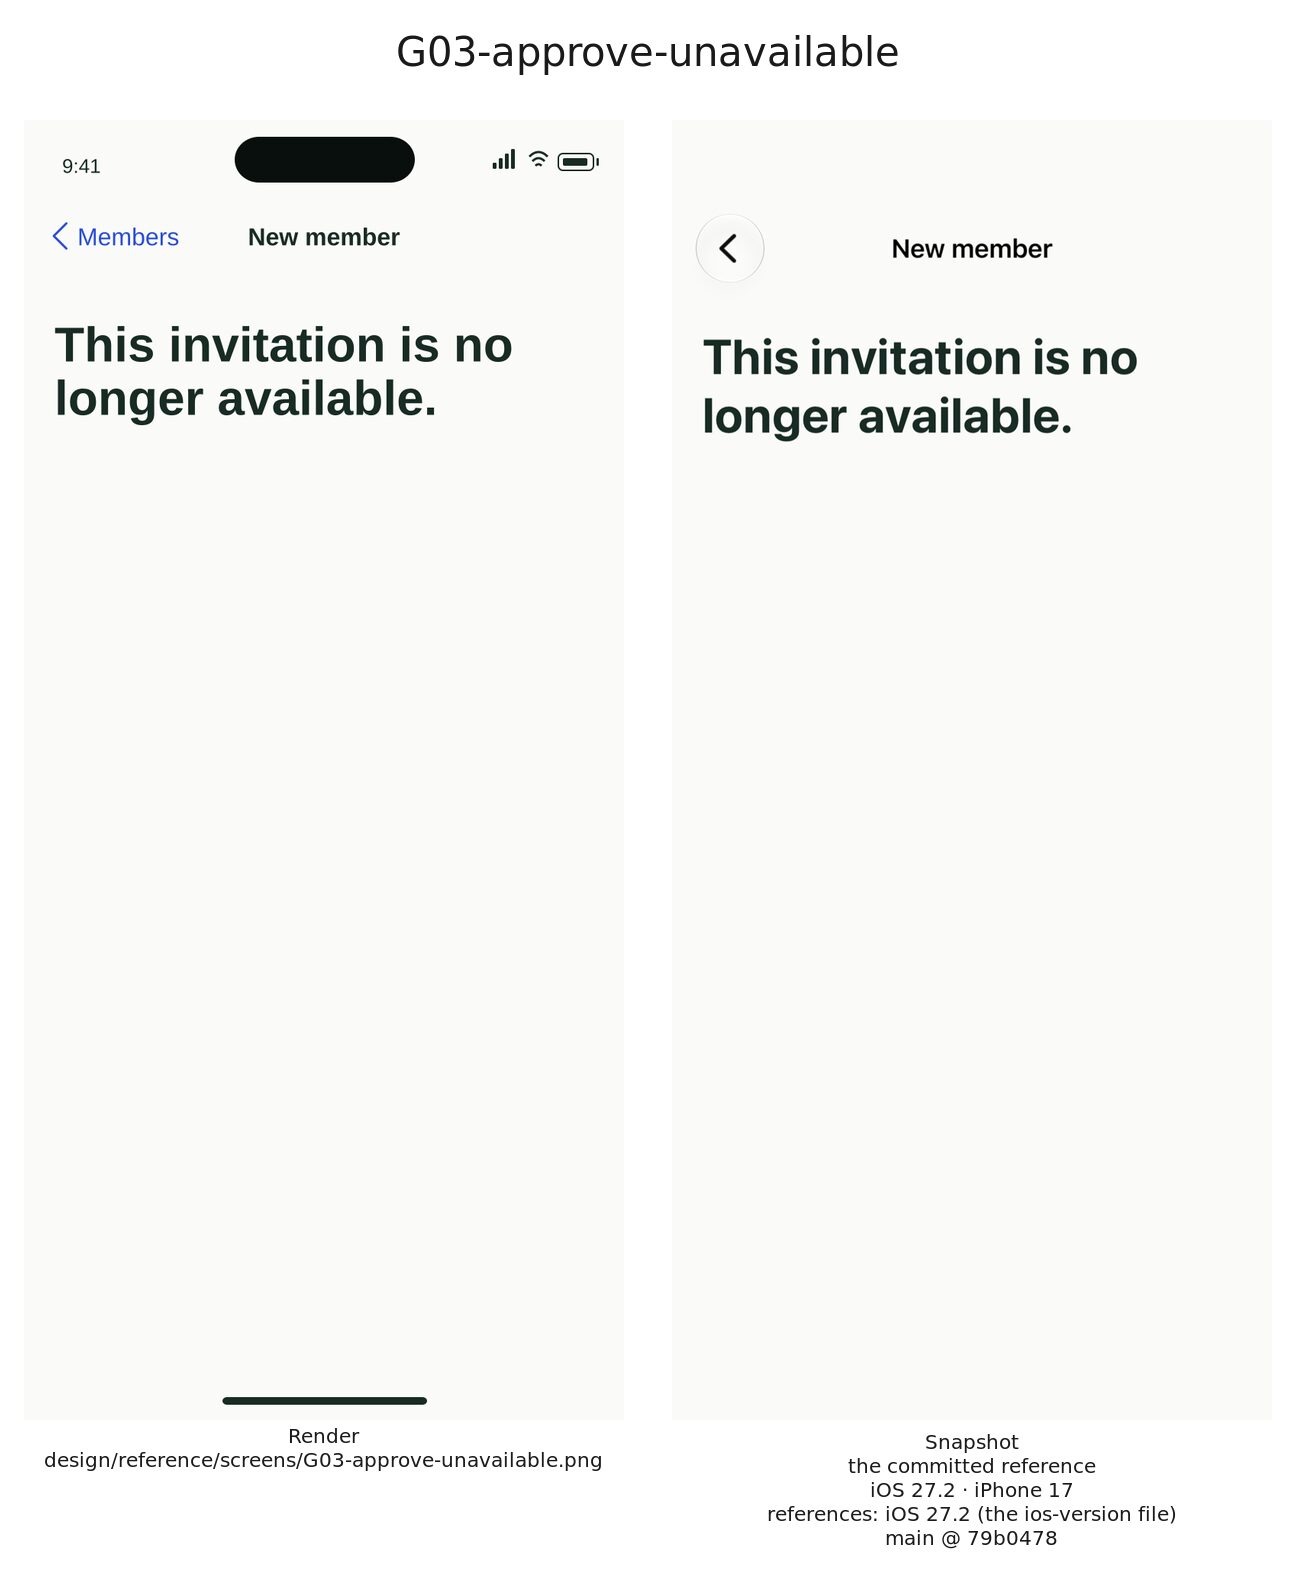 G03-approve-unavailable
9:41
Members
New member
This invitation is no
longer available.
Render
design/reference/screens/G03-approve-unavailable.png
New member
This invitation is no
longer available.
Snapshot
the committed reference
iOS 27.2 · iPhone 17
references: iOS 27.2 (the ios-version file)
main @ 79b0478